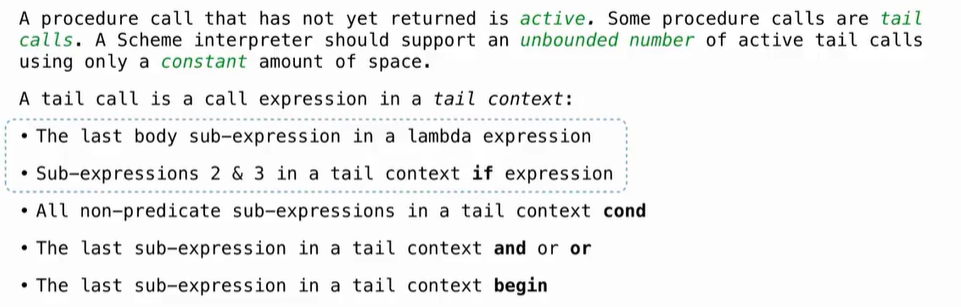 A procedure call that has not yet returned is active. Some procedure calls are tail
calls. A Scheme interpreter should support an unbounded number of active tail calls
using only a constant amount of space.
A tail call is a call expression in a tail context:
• The last body sub-expression in a lambda expression
• Sub-expressions 2 & 3 in a tail context if expression
• All non-predicate sub-expressions in a tail context cond
• The last sub-expression in a tail context and or or
• The last sub-expression in a tail context begin